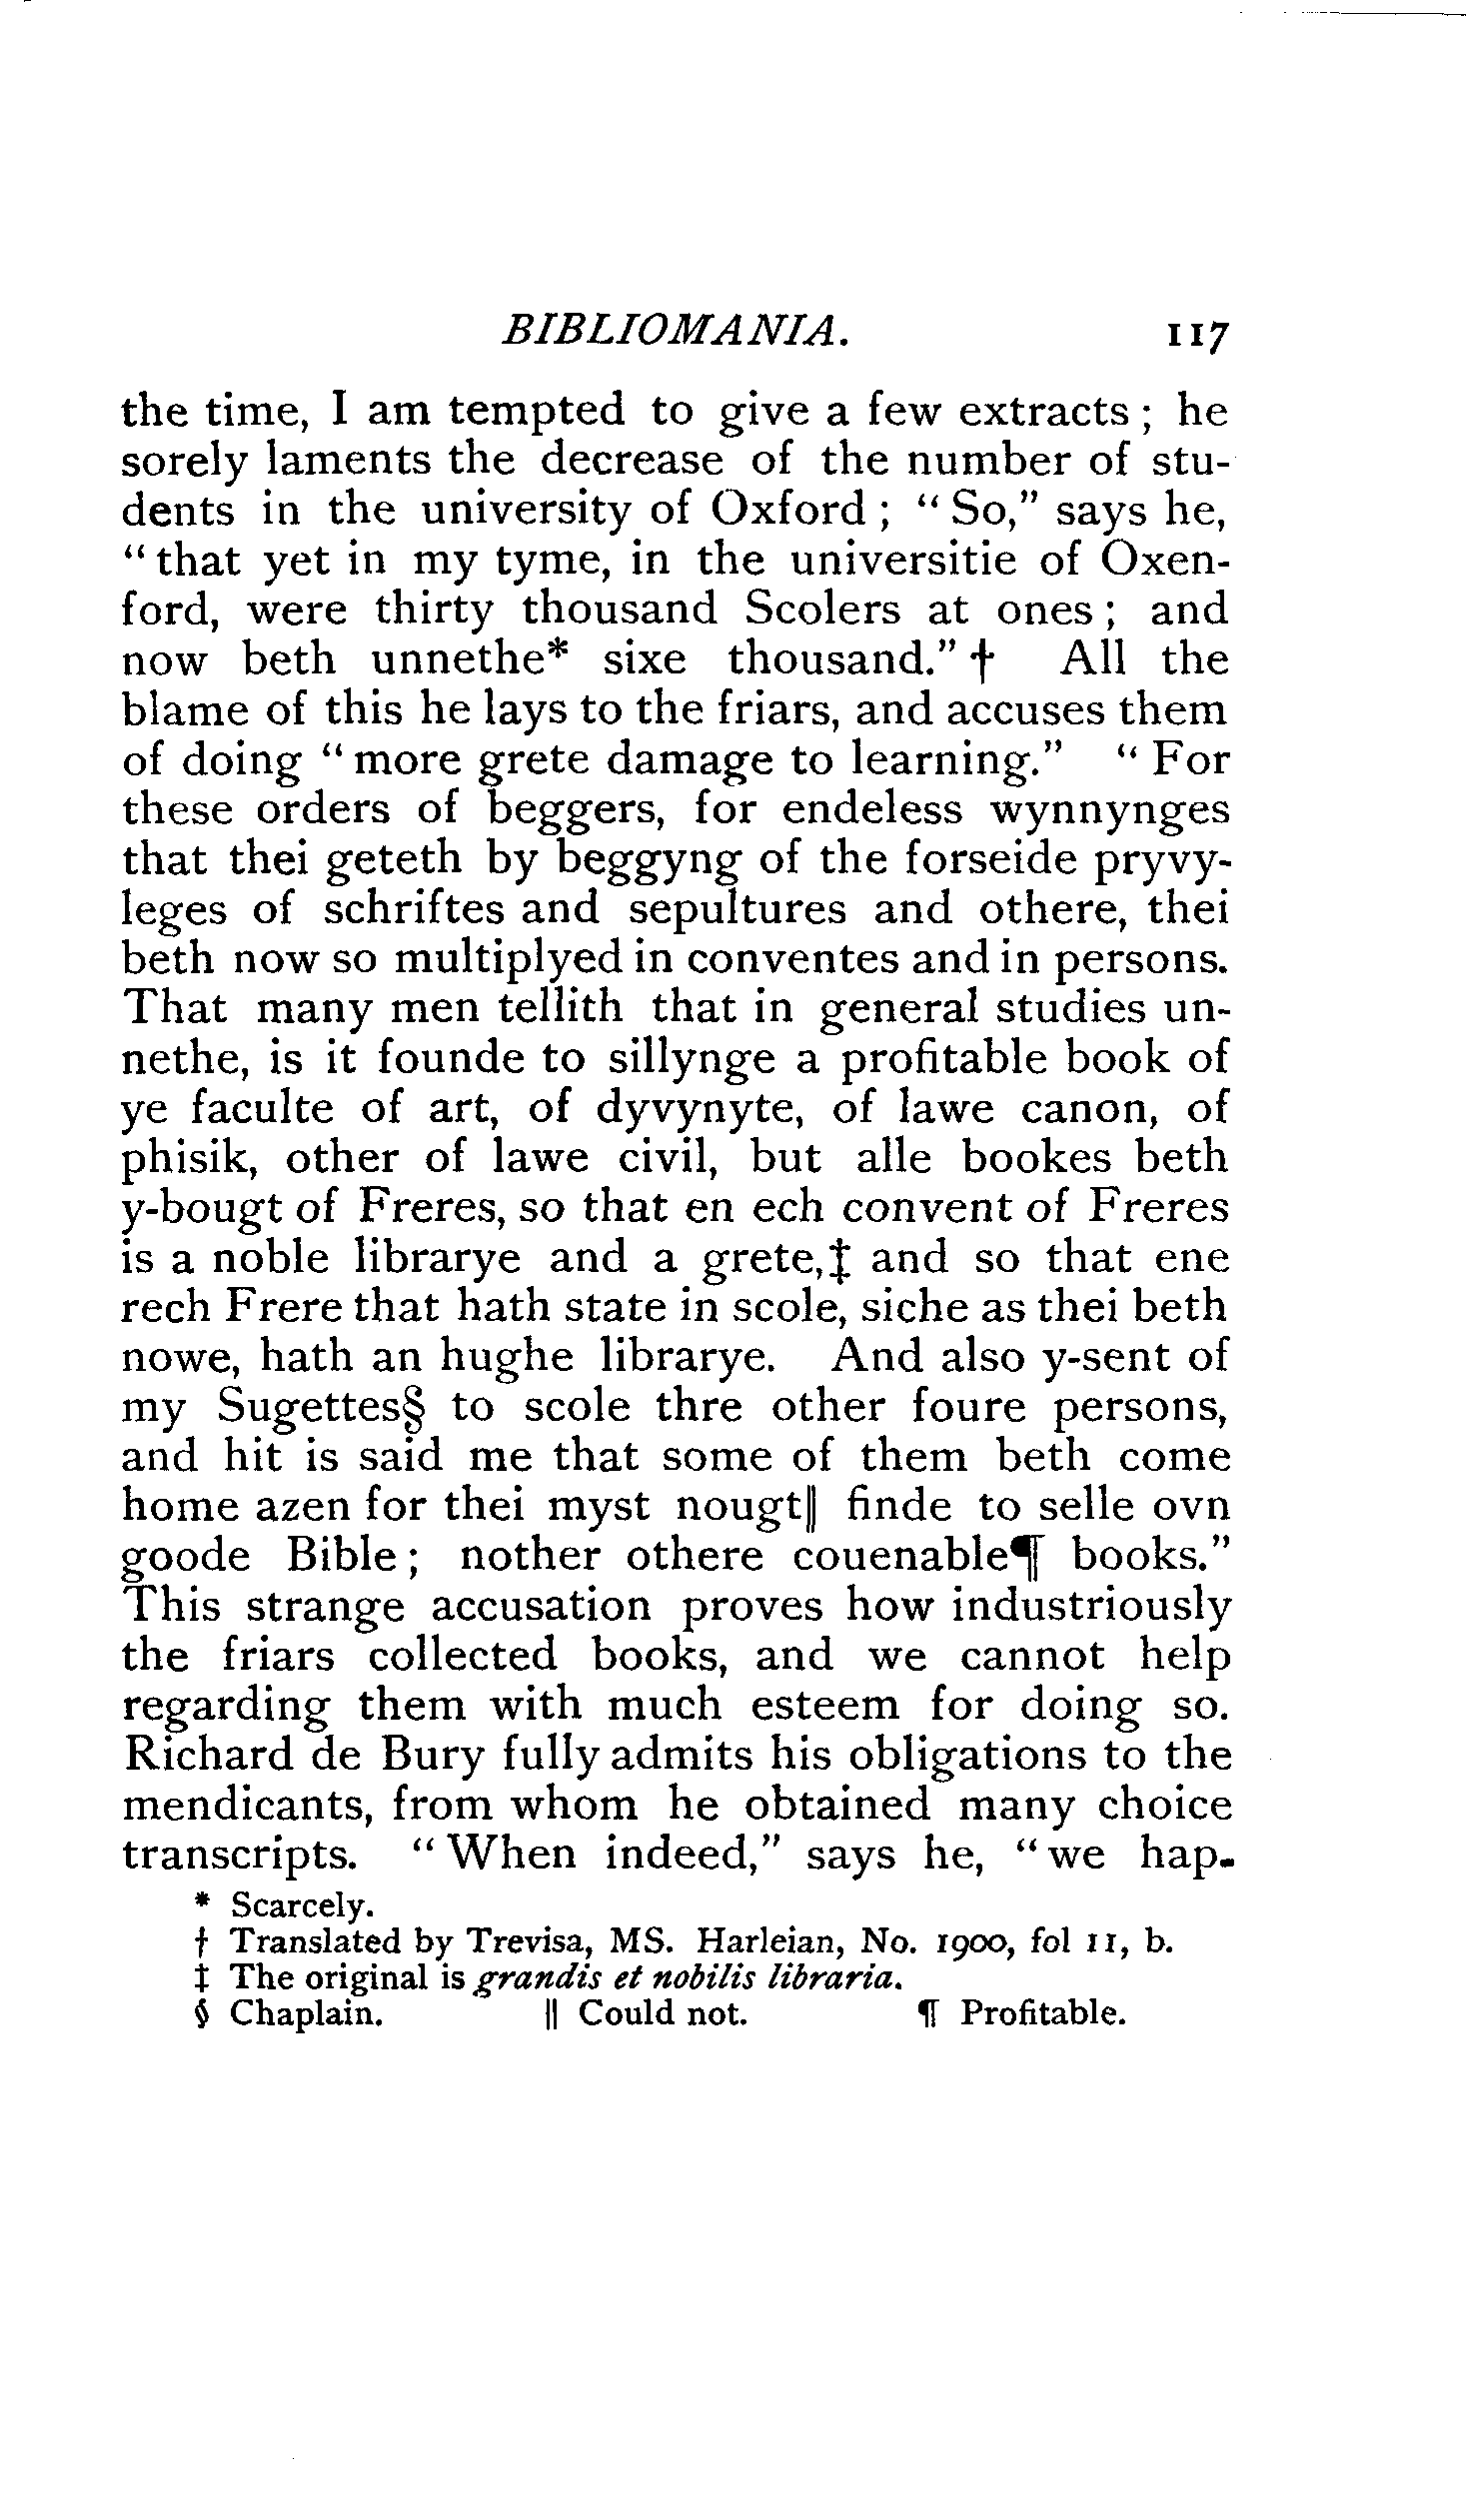 BIBLIOMANIA. 117
the time, I am tempted to give a few extracts; he
sorely laments the decrease of the number of stu-
dents in the university of Oxford; "So," says he,
"that yet in my tyme, in the universitie of Oxen-
ford, were thirty thousand Scolers at ones; and
now beth unnethe* sixe thousand."† All the
blame of this he lays to the friars, and accuses them
of doing "more grete damage to learning." "For
these orders of beggers, for endeless wynnynges
that thei geteth by beggyng of the forseide pryvy-
leges of schriftes and sepultures and othere, thei
beth now so multiplyed in conventes and in persons.
That many men tellith that in general studies un-
nethe, is it founde to sillynge a profitable book of
ye faculte of art, of dyvynyte, of lawe canon, of
phisik, other of lawe civil, but alle bookes beth
y-bougt of Freres, so that en ech convent of Freres
is a noble librarye and a grete,‡ and so that ene
rech Frere that hath state in scole, siche as thei beth
nowe, hath an hughe librarye. And also y-sent of
my Sugettes§ to scole thre other foure persons,
and hit is said me that some of them beth come
home azen for thei myst nougt‖ finde to selle ovn
goode Bible; nother othere couenable¶ books."
This strange accusation proves how industriously
the friars collected books, and we cannot help
regarding them with much esteem for doing so.
Richard de Bury fully admits his obligations to the
mendicants, from whom he obtained many choice
transcripts. "When indeed," says he, "we hap-
* Scarcely.
† Translated by Trevisa, MS. Harleian, No. 1900, fol 11, b.
‡ The original is grandis et nobilis libraria.
§ Chaplain. ‖ Could not. ¶ Profitable.